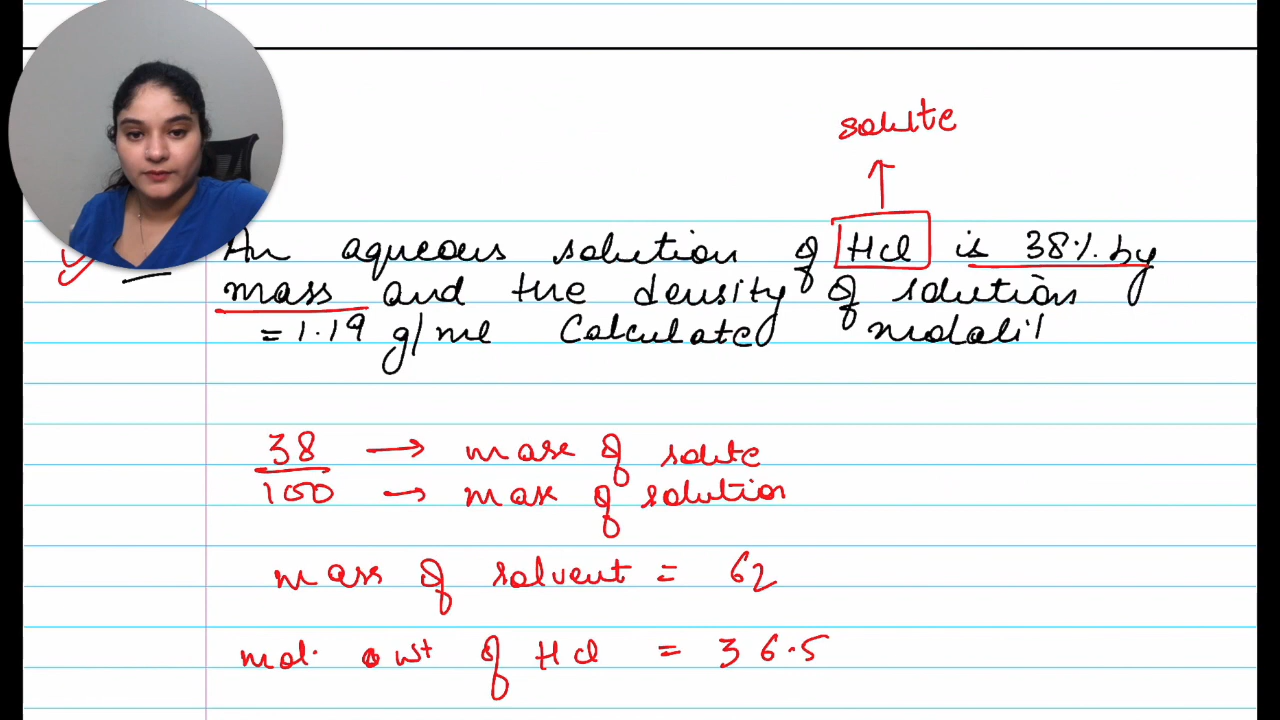 solute
An aqueous solution of HCl is 38% by
mass and the density of solution
= 1.19 g/ml Calculate
38 → mass of solute
100 → mass of solution
mass of solvent = 62
mol. wt of HCl = 36.5